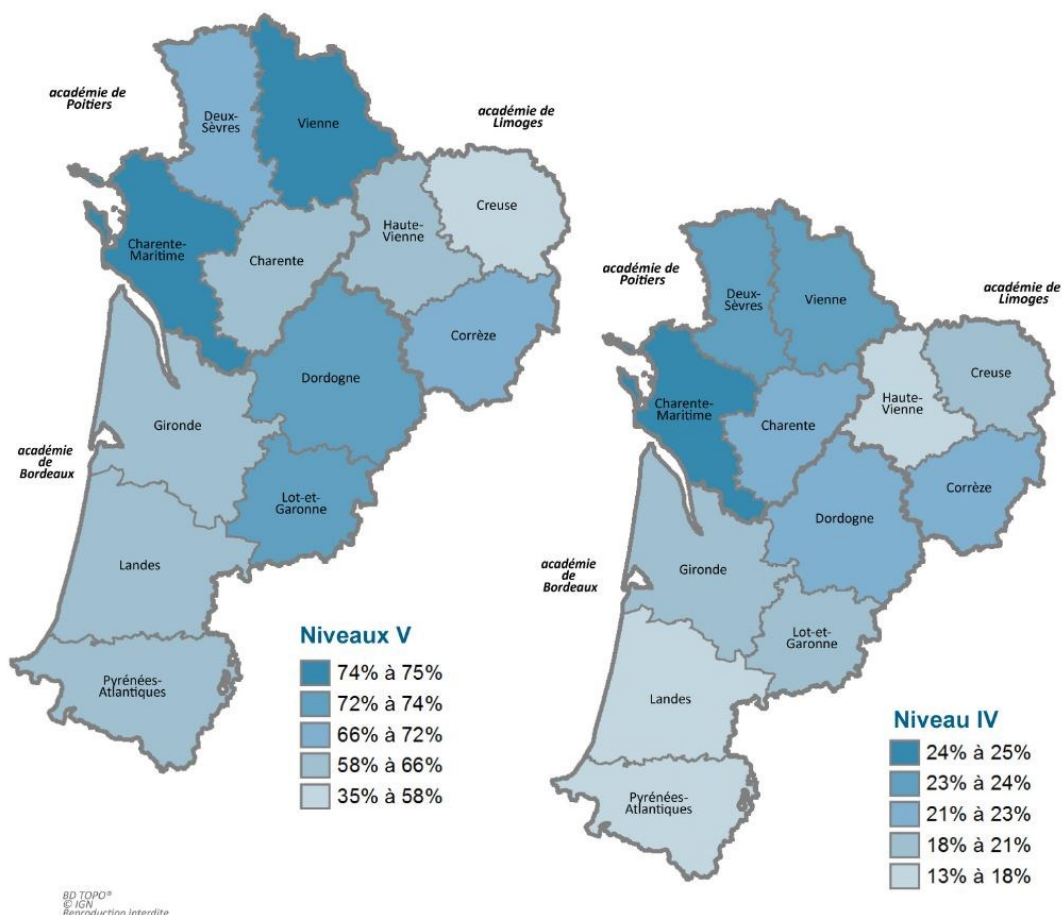 académie de
Poitiers
Deux-
Sèvres
Vienne
académie de
Limoges
Creuse
Haute-
Vienne
Charente-
Maritime
Charente
Corrèze
Dordogne
Gironde
académie
de
Bordeaux
Lot-et-
Garonne
Landes
Pyrénées-
Atlantiques
Niveaux V
74% à 75%
72% à 74%
66% à 72%
58% à 66%
35% à 58%
académie de
Poitiers
Deux-
Sèvres
Vienne
académie de
Limoges
Creuse
Haute-
Vienne
Charente-
Maritime
Charente
Corrèze
Dordogne
académie
de
Bordeaux
Gironde
Lot-et-
Garonne
Landes
Pyrénées-
Atlantiques
Niveau IV
24% à 25%
23% à 24%
21% à 23%
18% à 21%
13% à 18%
BD TOPO®
© IGN
Reproduction interdite